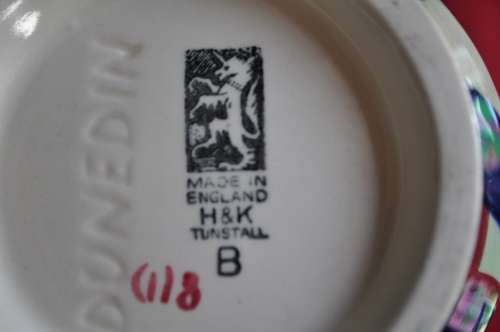 DUNEDIN
MADE IN
ENGLAND
H&K
TUNSTALL
B
(1)8